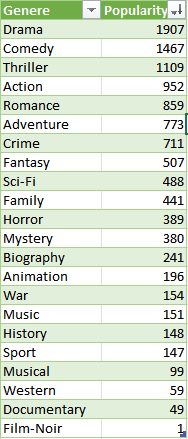 Genere Popularity
Drama 1907
Comedy 1467
Thriller 1109
Action 952
Romance 859
Adventure 773
Crime 711
Fantasy 507
Sci-Fi 488
Family 441
Horror 389
Mystery 380
Biography 241
Animation 196
War 154
Music 151
History 148
Sport 147
Musical 99
Western 59
Documentary 49
Film-Noir 1